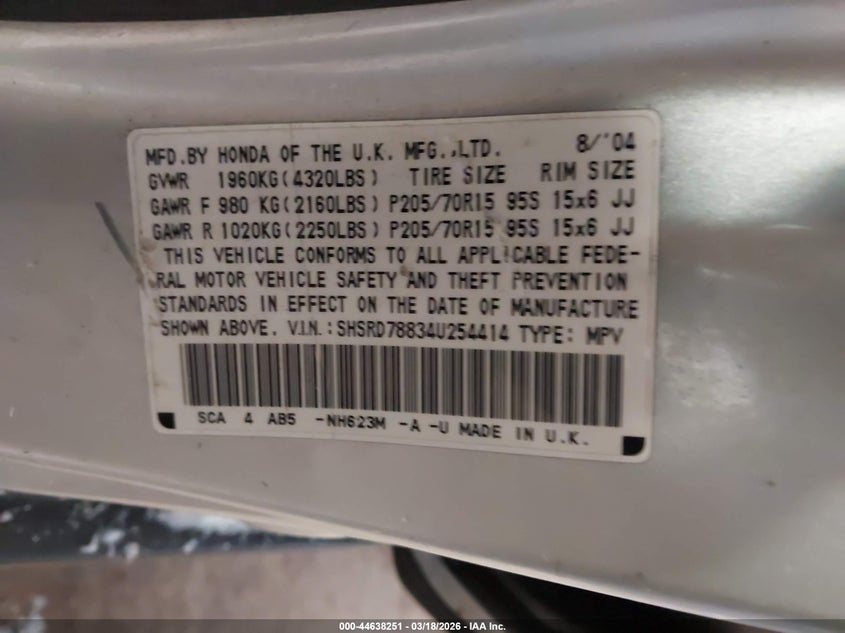 MFD.BY HONDA OF THE U.K. MFG.,LTD. 8/'04
GVWR 1960KG(4320LBS) TIRE SIZE RIM SIZE
GAWR F 980 KG(2160LBS) P205/70R15 95S 15x6 JJ
GAWR R 1020KG(2250LBS) P205/70R15 95S 15x6 JJ
THIS VEHICLE CONFORMS TO ALL APPLICABLE FEDE-
RAL MOTOR VEHICLE SAFETY AND THEFT PREVENTION
STANDARDS IN EFFECT ON THE DATE OF MANUFACTURE
SHOWN ABOVE. V.I.N.:SHSRD78834U254414 TYPE: MPV
SCA 4 AB5 -NH623M -A -U MADE IN U.K.
000-44638251 - 03/18/2026 - IAA Inc.